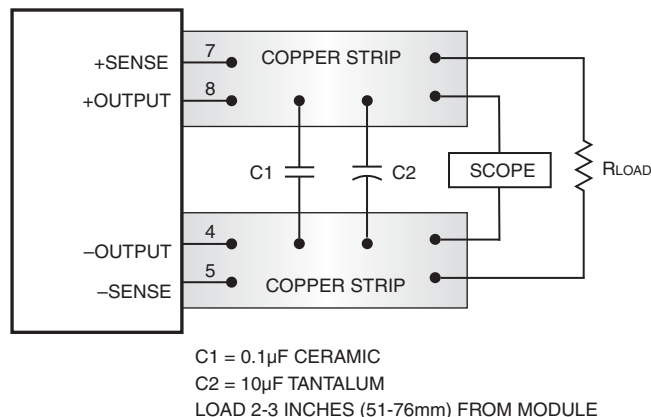 +SENSE 7 COPPER STRIP
+OUTPUT 8
C1 C2 SCOPE RLOAD
–OUTPUT 4
–SENSE 5 COPPER STRIP
C1 = 0.1µF CERAMIC
C2 = 10µF TANTALUM
LOAD 2-3 INCHES (51-76mm) FROM MODULE